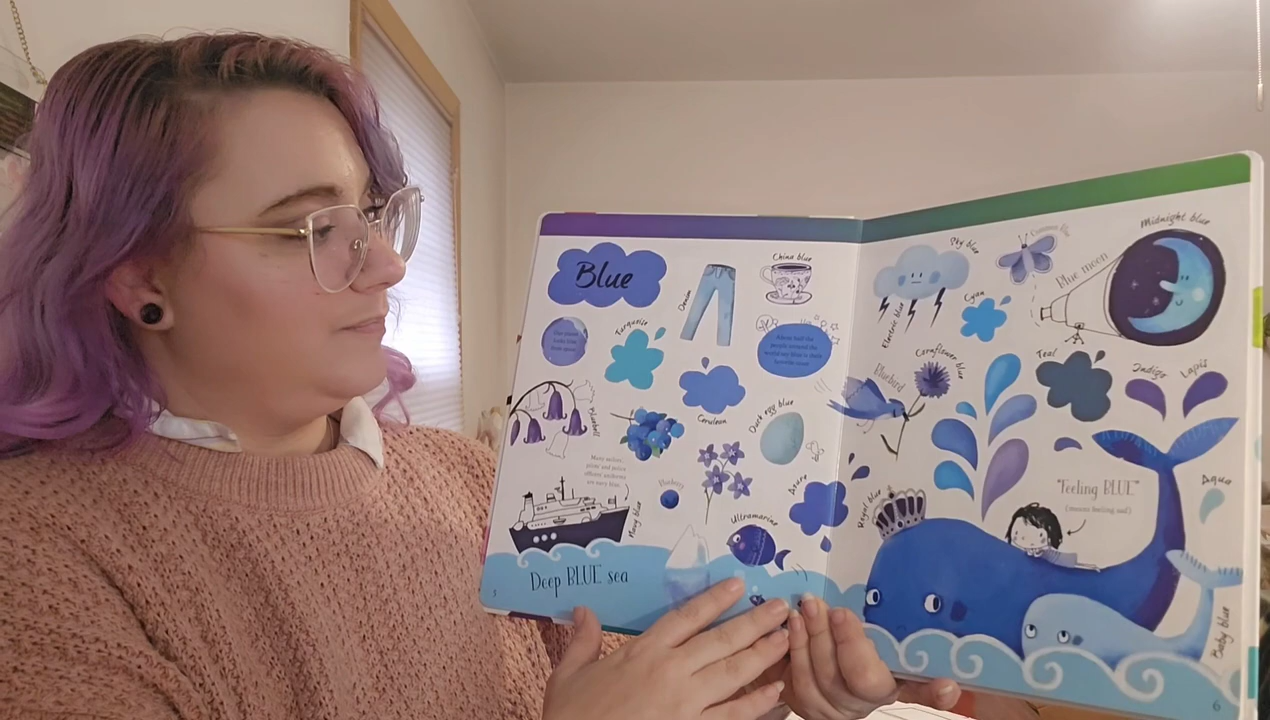 Blue
Denim
China blue
Turquoise
About half the
people around the
world say blue is their
favorite color.
Bluebell
Cerulean
Duck egg blue
Many sailors,
pilots' and police
officers' uniforms
are navy blue.
Blueberry
Navy blue
Azure
Ultramarine
Deep BLUE sea
Sky blue
Electric blue
Cyan
Blue moon
Midnight blue
Bluebird
Cornflower blue
Teal
Indigo
Lapis
Royal blue
"Feeling BLUE"
(means feeling sad)
Aqua
Baby blue
6